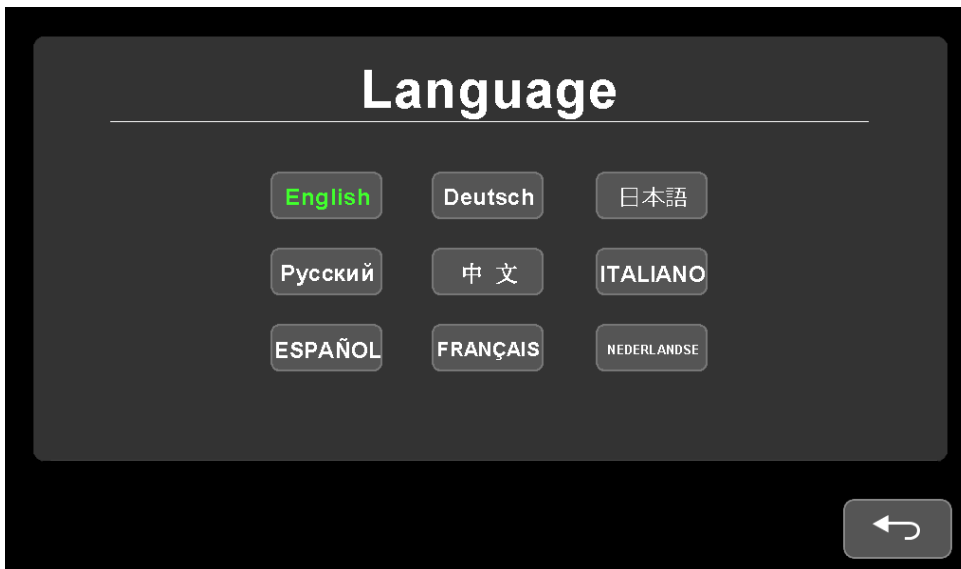 Language
English Deutsch 日本語
Русский 中 文 ITALIANO
ESPAÑOL FRANÇAIS NEDERLANDSE